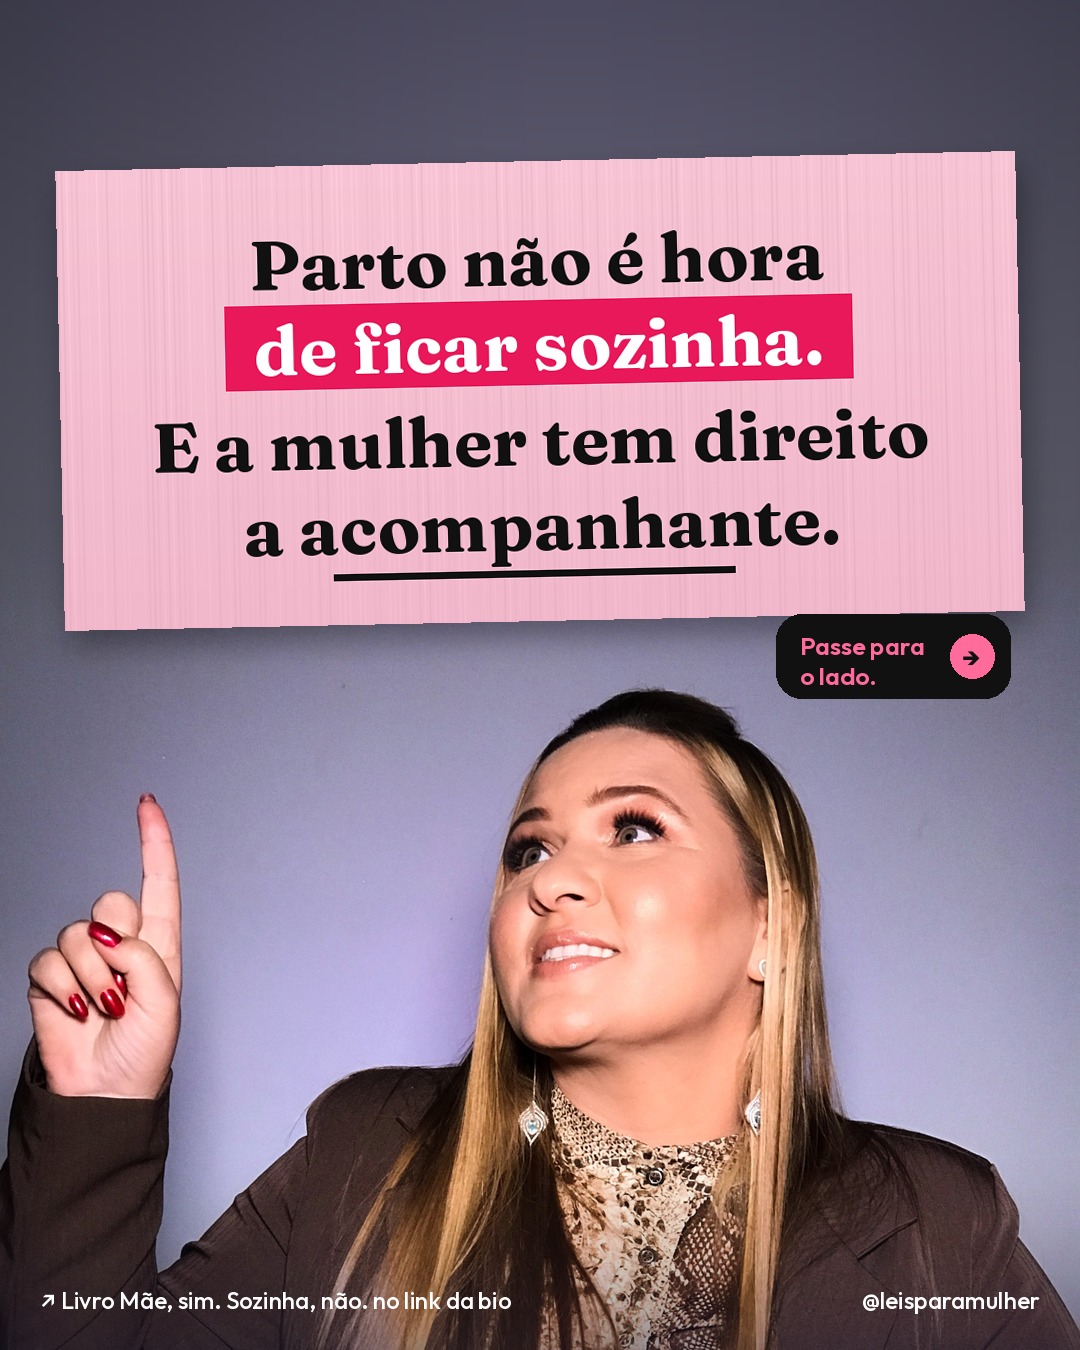 Parto não é hora
de ficar sozinha.
E a mulher tem direito
a acompanhante.
Passe para
o lado.
↗ Livro Mãe, sim. Sozinha, não. no link da bio
@leisparamulher